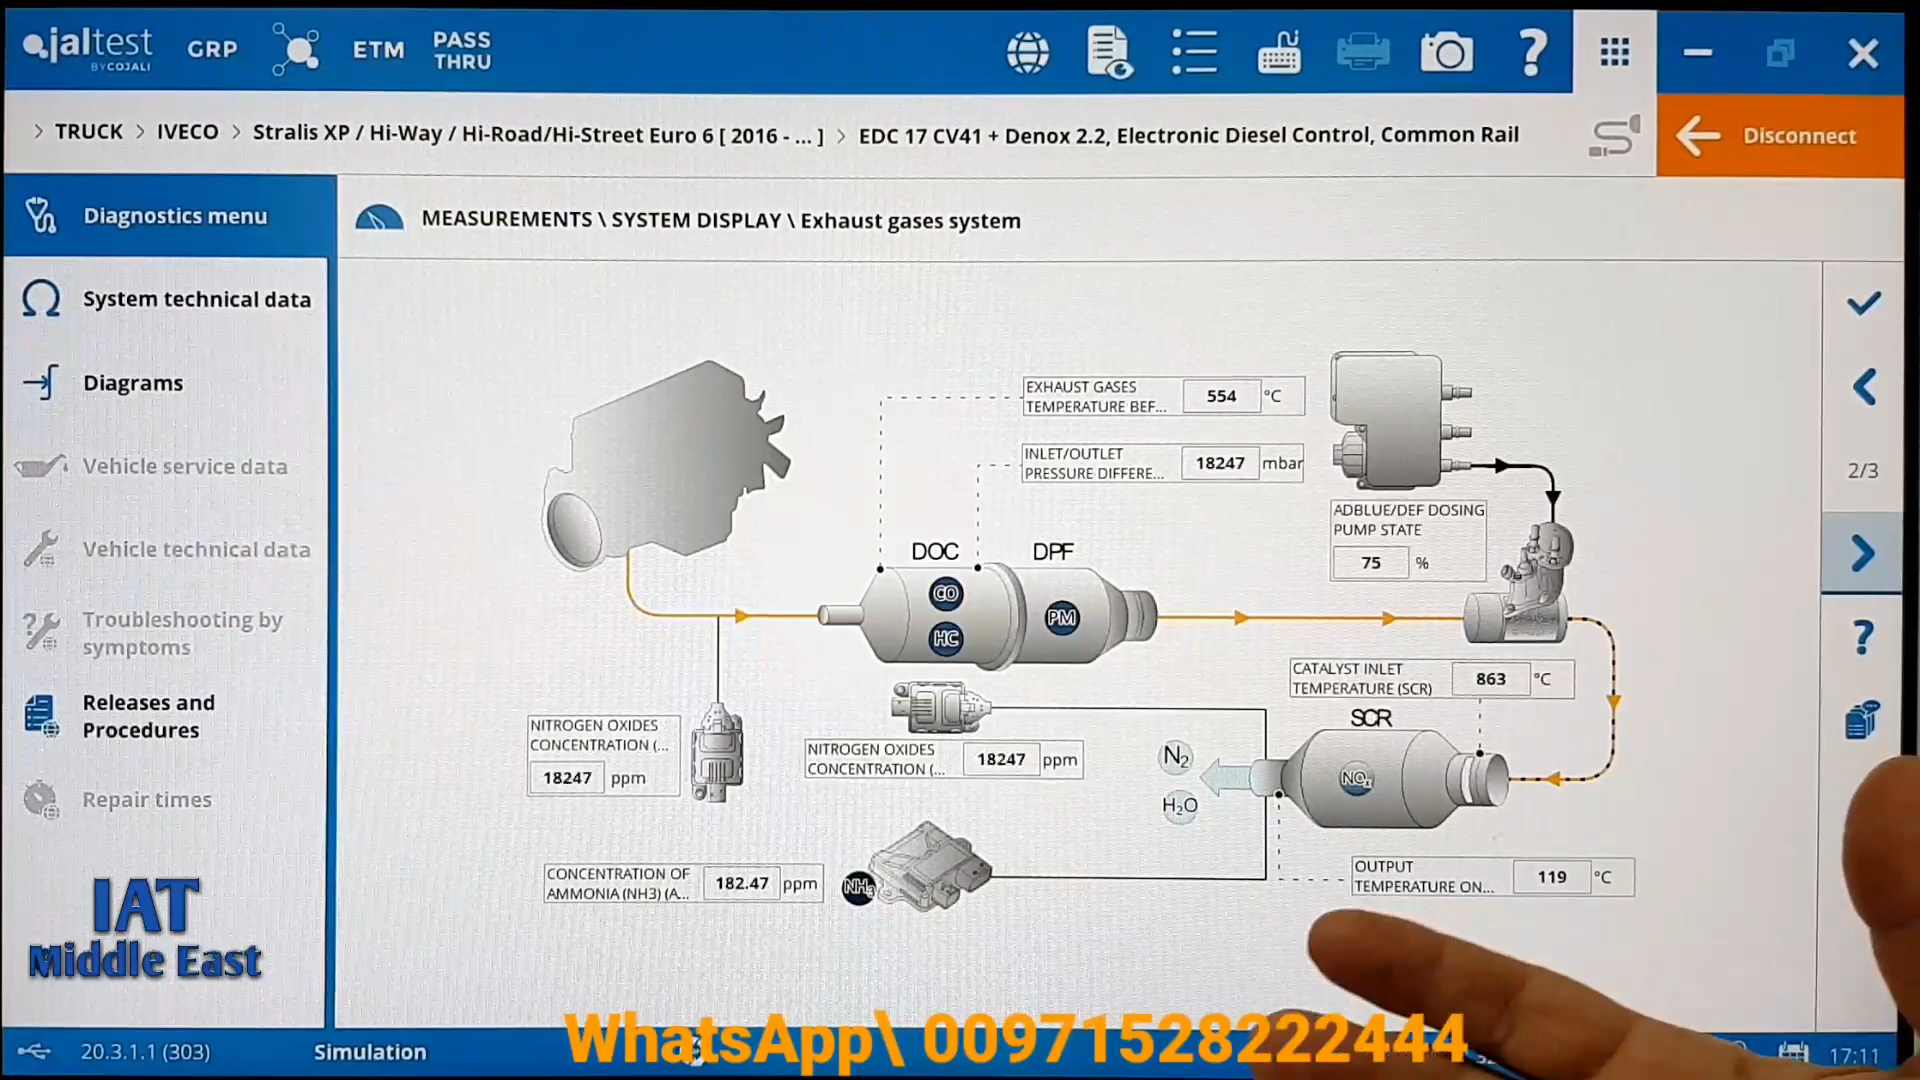 jaltest
BY COJALI
GRP
ETM
PASS
THRU
?
> TRUCK > IVECO > Stralis XP / Hi-Way / Hi-Road/Hi-Street Euro 6 [ 2016 - ... ] > EDC 17 CV41 + Denox 2.2, Electronic Diesel Control, Common Rail
Disconnect
Diagnostics menu
System technical data
Diagrams
Vehicle service data
Vehicle technical data
Troubleshooting by
symptoms
Releases and
Procedures
Repair times
IAT
Middle East
MEASUREMENTS \ SYSTEM DISPLAY \ Exhaust gases system
EXHAUST GASES
TEMPERATURE BEF...
554 °C
INLET/OUTLET
PRESSURE DIFFERE...
18247 mbar
ADBLUE/DEF DOSING
PUMP STATE
75 %
DOC
DPF
CO
HC
PM
CATALYST INLET
TEMPERATURE (SCR)
863 °C
SCR
NOx
N2
H2O
NITROGEN OXIDES
CONCENTRATION (...
18247 ppm
NITROGEN OXIDES
CONCENTRATION (...
18247 ppm
CONCENTRATION OF
AMMONIA (NH3) (A...
182.47 ppm
NH3
OUTPUT
TEMPERATURE ON...
119 °C
2/3
?
20.3.1.1 (303)
Simulation
WhatsApp\ 00971528222444
17:11